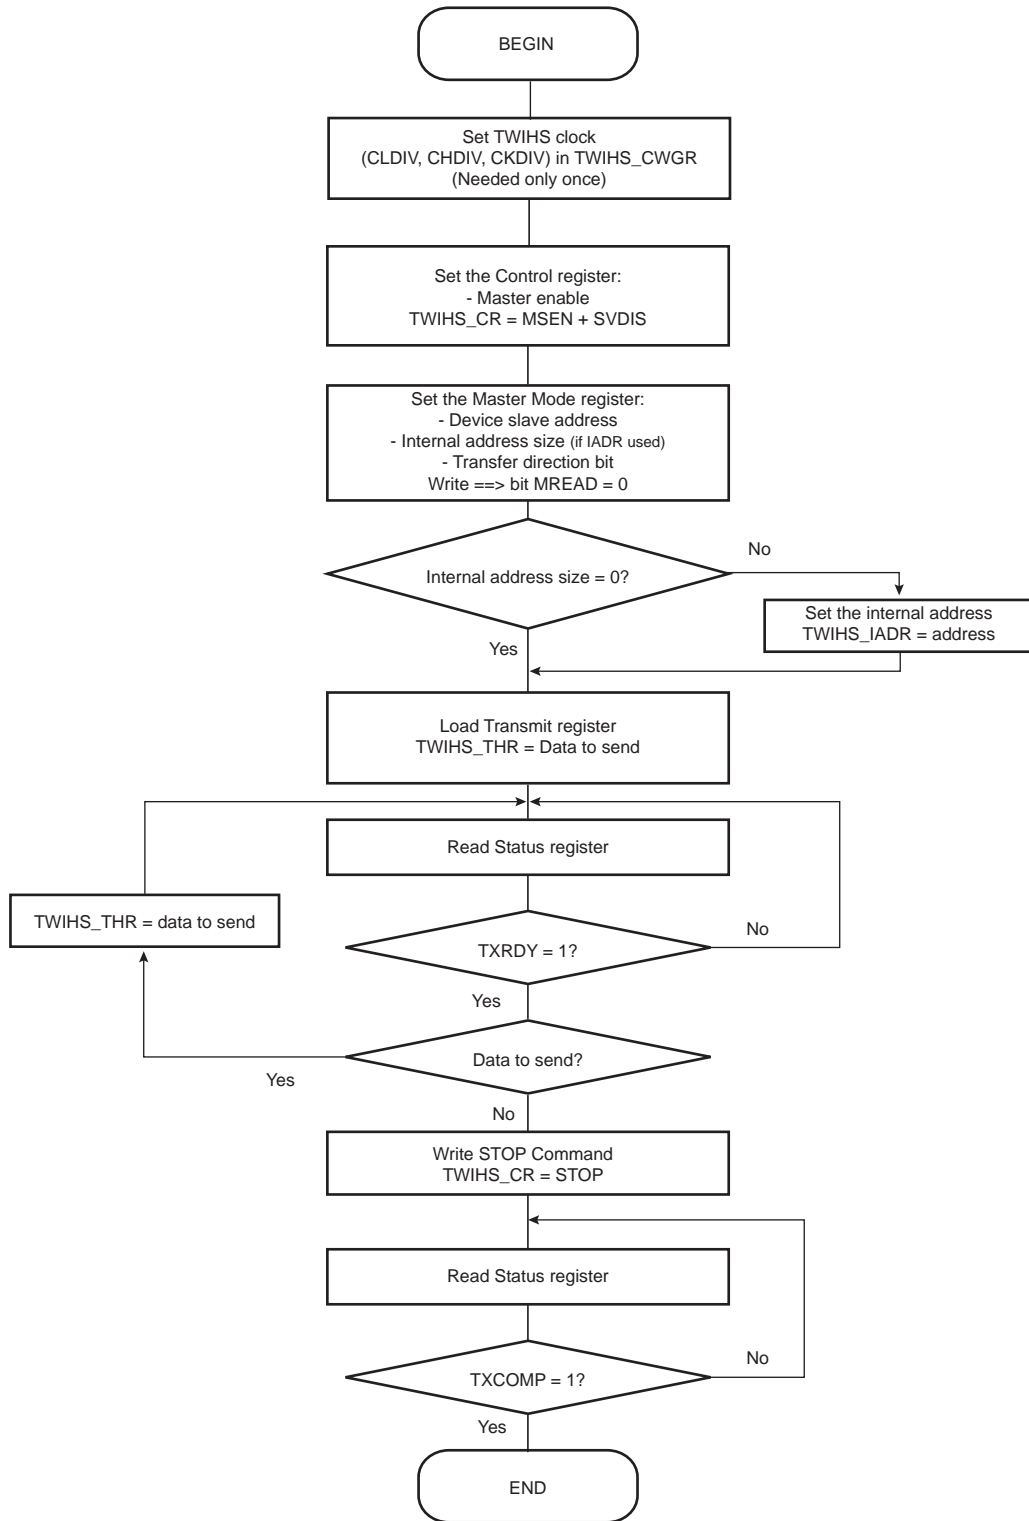 BEGIN
Set TWIHS clock
(CLDIV, CHDIV, CKDIV) in TWIHS_CWGR
(Needed only once)
Set the Control register:
- Master enable
TWIHS_CR = MSEN + SVDIS
Set the Master Mode register:
- Device slave address
- Internal address size (if IADR used)
- Transfer direction bit
Write ==> bit MREAD = 0
Internal address size = 0?
No
Set the internal address
TWIHS_IADR = address
Yes
Load Transmit register
TWIHS_THR = Data to send
Read Status register
TWIHS_THR = data to send
TXRDY = 1?
No
Yes
Data to send?
Yes
No
Write STOP Command
TWIHS_CR = STOP
Read Status register
TXCOMP = 1?
No
Yes
END